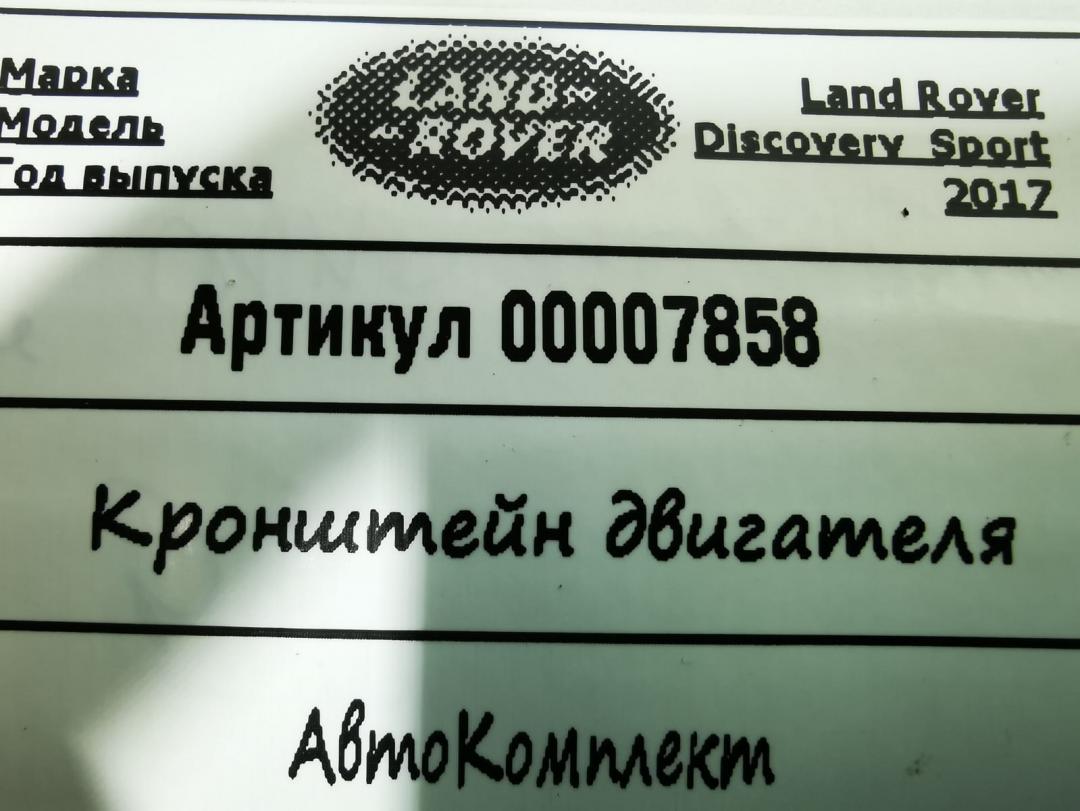 Марка
Модель
Год выпуска
LAND-
-ROVER
Land Rover
Discovery Sport
2017
Артикул 00007858
Кронштейн двигателя
АвтоКомплект